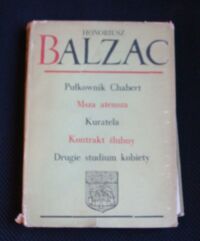 HONORIUSZ
BALZAC
Pułkownik Chabert
Msza ateusza
Kuratela
Kontrakt ślubny
Drugie studium kobiety